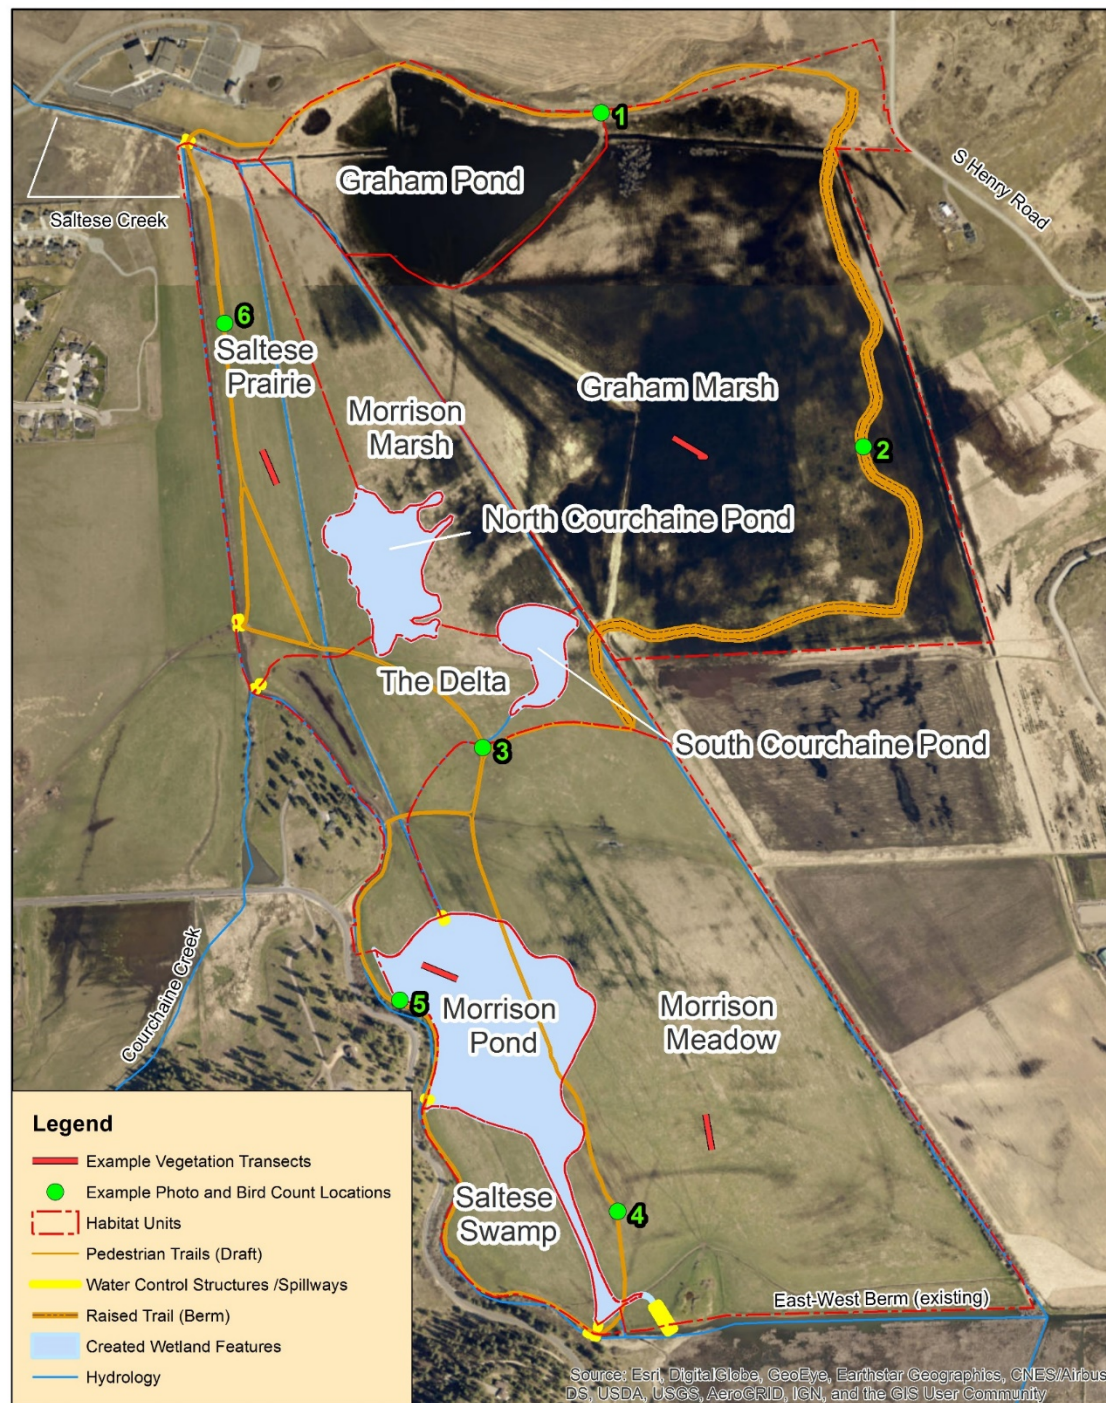 1
Graham Pond
S Henry Road
Saltese Creek
6
Saltese
Prairie
Graham Marsh
Morrison
Marsh
2
North Courchaine Pond
The Delta
South Courchaine Pond
3
Courchaine Creek
5
Morrison
Pond
Morrison
Meadow
Saltese
Swamp
4
East-West Berm (existing)
Legend
Example Vegetation Transects
Example Photo and Bird Count Locations
Habitat Units
Pedestrian Trails (Draft)
Water Control Structures /Spillways
Raised Trail (Berm)
Created Wetland Features
Hydrology
Source: Esri, DigitalGlobe, GeoEye, Earthstar Geographics, CNES/Airbus
DS, USDA, USGS, AeroGRID, IGN, and the GIS User Community